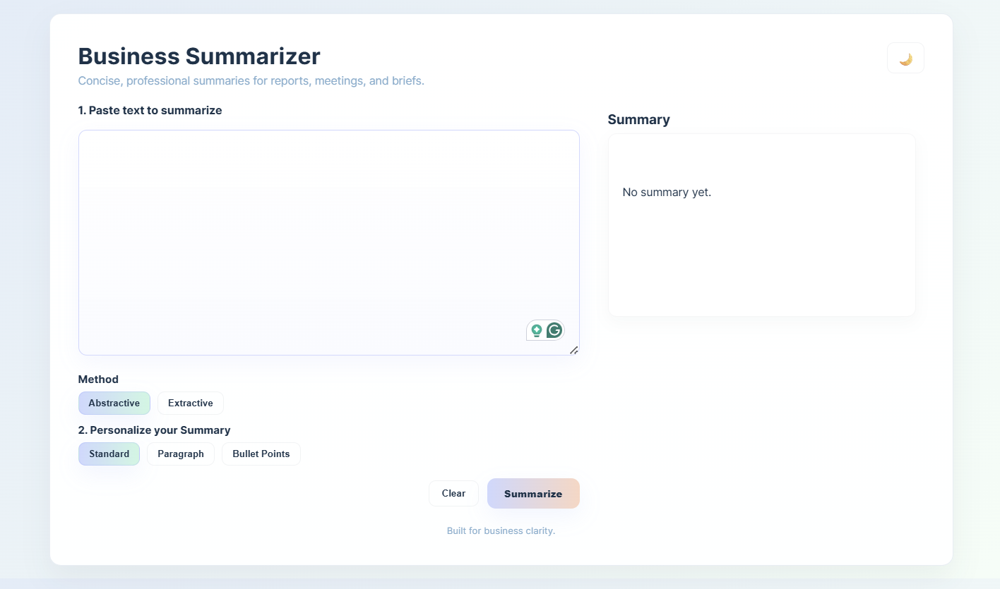 Business Summarizer
Concise, professional summaries for reports, meetings, and briefs.
1. Paste text to summarize
Summary
No summary yet.
Method
Abstractive
Extractive
2. Personalize your Summary
Standard
Paragraph
Bullet Points
Clear
Summarize
Built for business clarity.